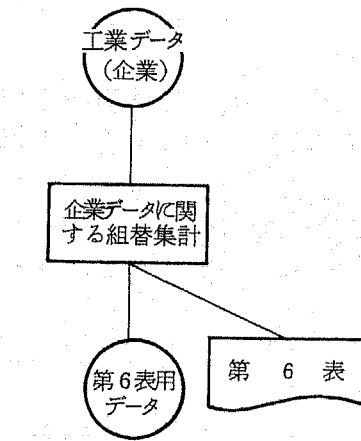 工業データ
(企業)
企業データに関
する組替集計
第6表用
データ
第 6 表